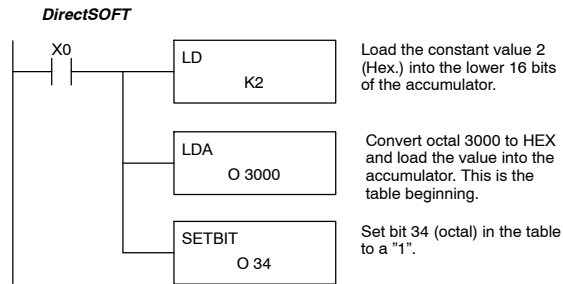 DirectSOFT
X0
LD
K2
Load the constant value 2
(Hex.) into the lower 16 bits
of the accumulator.
LDA
O 3000
Convert octal 3000 to HEX
and load the value into the
accumulator. This is the
table beginning.
SETBIT
O 34
Set bit 34 (octal) in the table
to a ”1”.